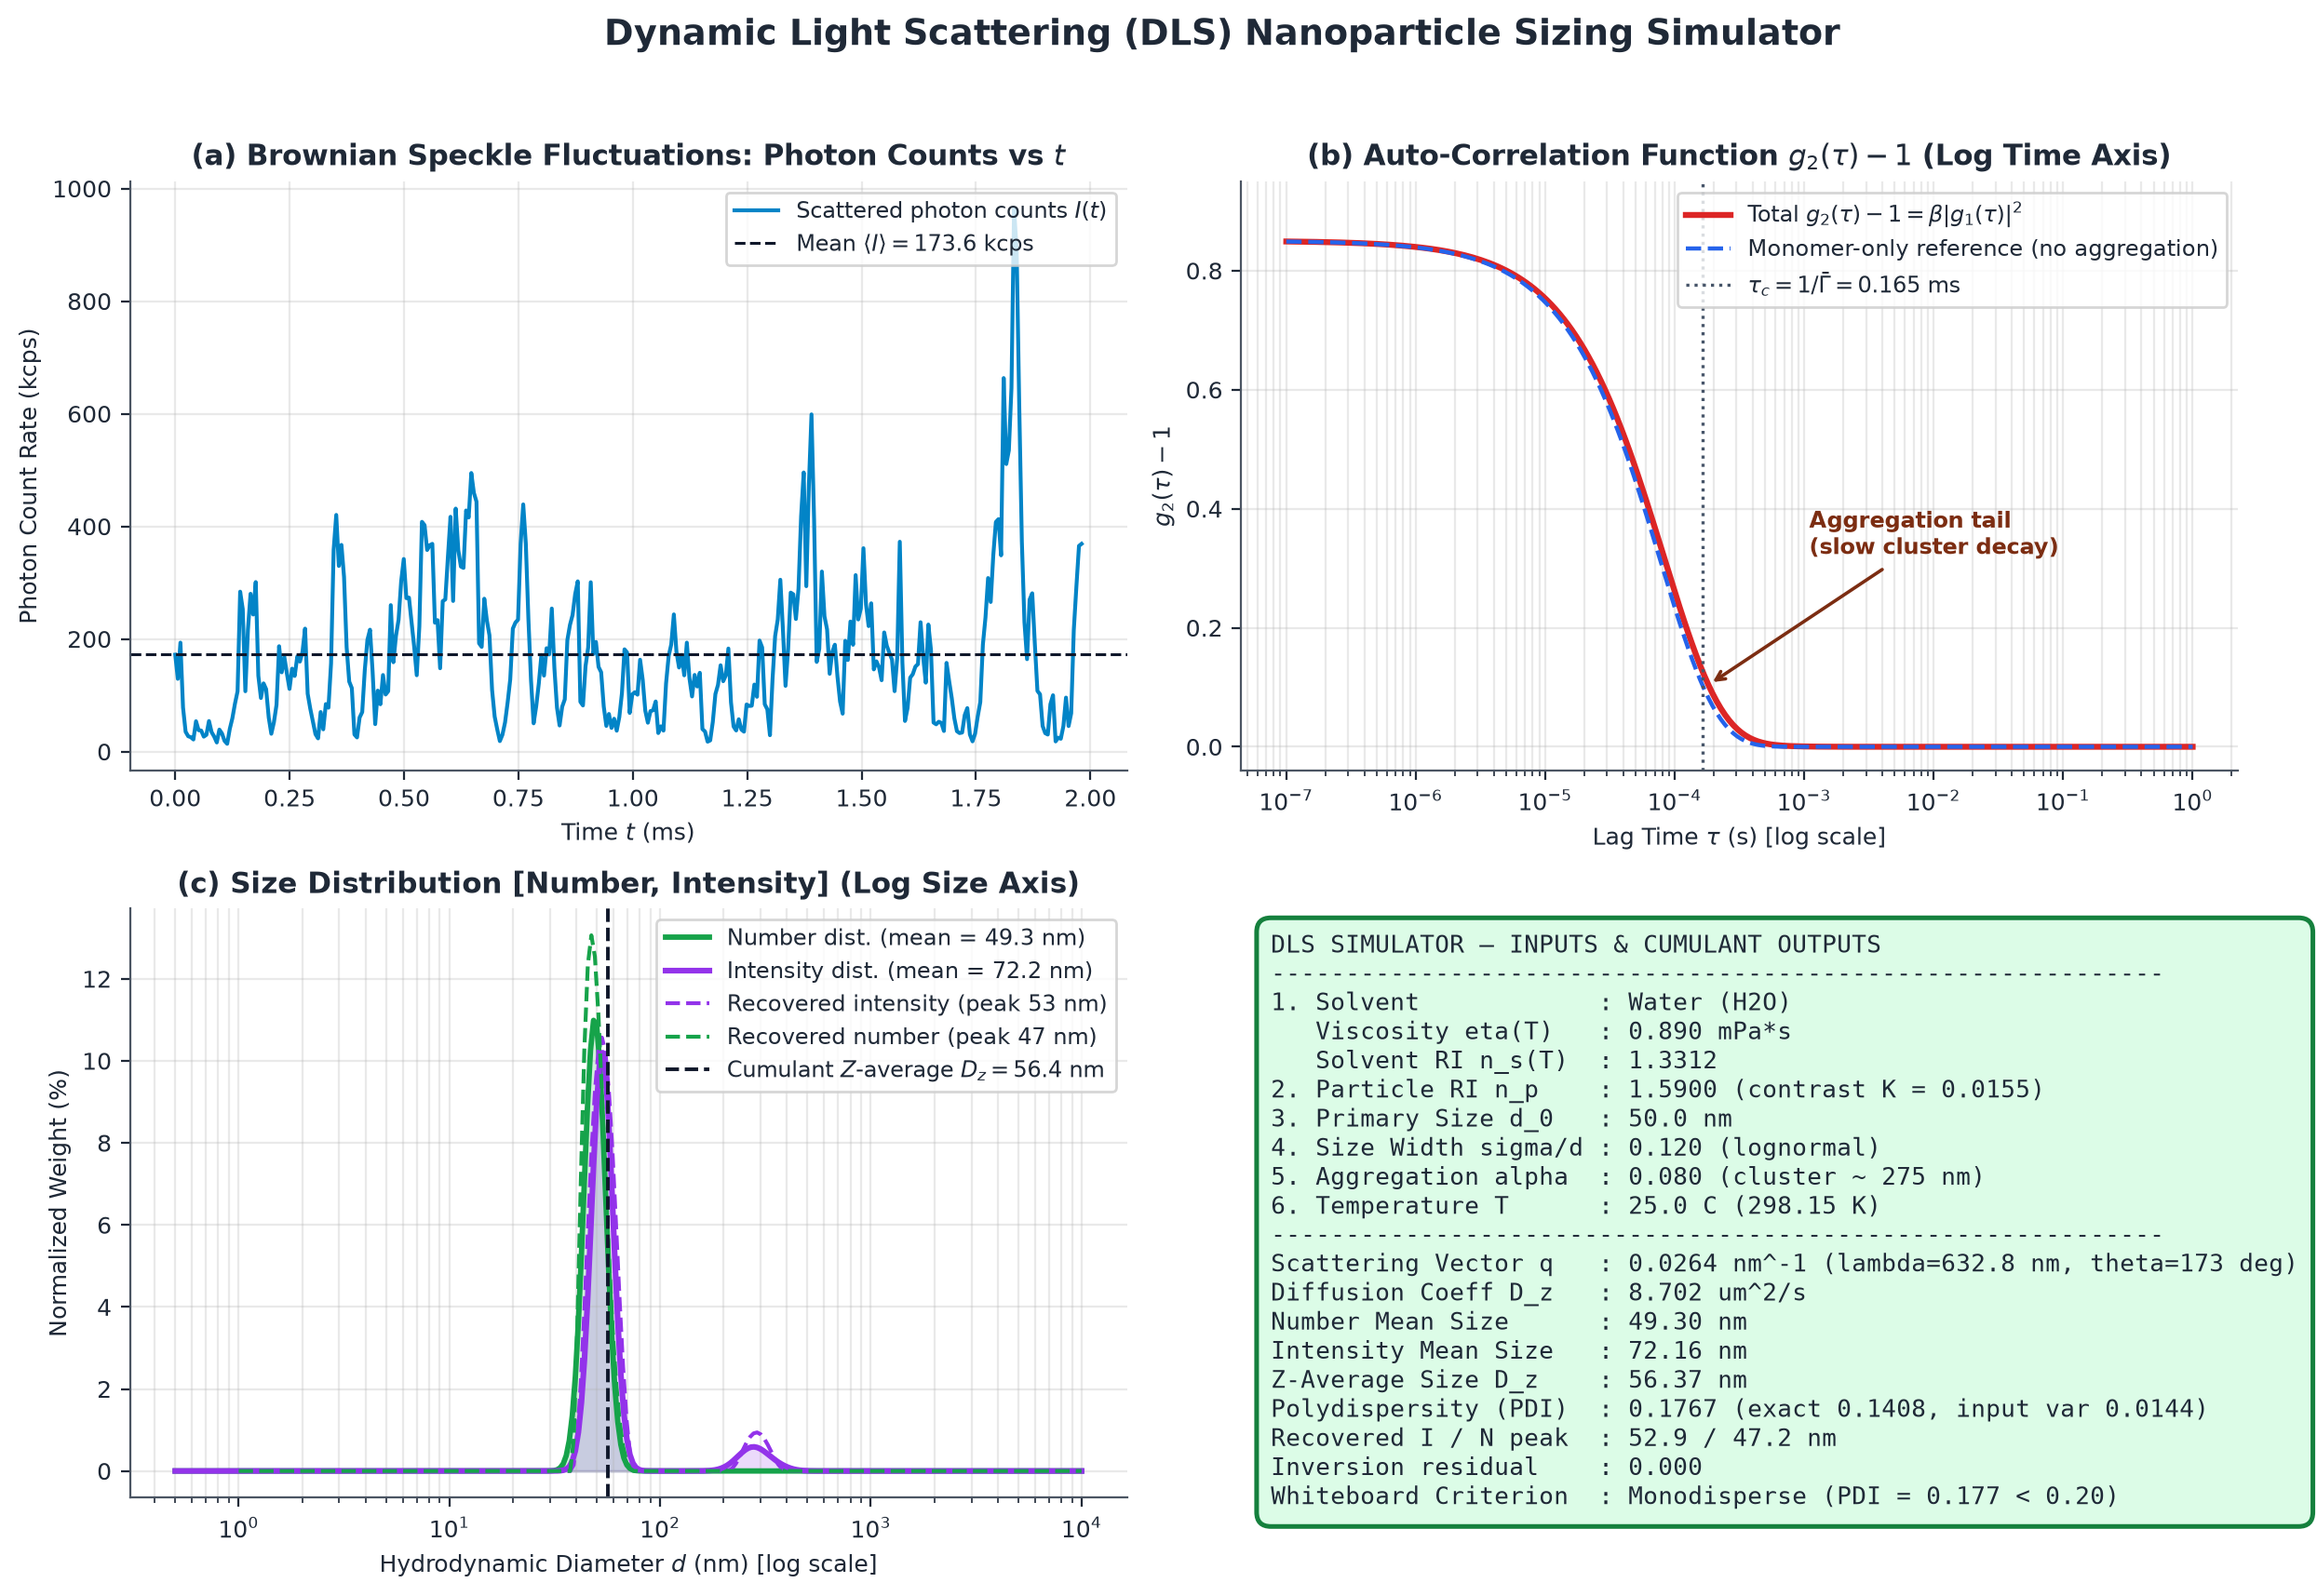 Dynamic Light Scattering (DLS) Nanoparticle Sizing Simulator
(a) Brownian Speckle Fluctuations: Photon Counts vs t
1000
800
600
400
200
0
Photon Count Rate (kcps)
Scattered photon counts I(t)
Mean ⟨I⟩ = 173.6 kcps
0.00 0.25 0.50 0.75 1.00 1.25 1.50 1.75 2.00
Time t (ms)
(b) Auto-Correlation Function g₂(τ) − 1 (Log Time Axis)
0.8
0.6
0.4
0.2
0.0
g₂(τ) − 1
Total g₂(τ) − 1 = β|g₁(τ)|²
Monomer-only reference (no aggregation)
τ_c = 1/Γ̄ = 0.165 ms
Aggregation tail
(slow cluster decay)
10⁻⁷ 10⁻⁶ 10⁻⁵ 10⁻⁴ 10⁻³ 10⁻² 10⁻¹ 10⁰
Lag Time τ (s) [log scale]
(c) Size Distribution [Number, Intensity] (Log Size Axis)
12
10
8
6
4
2
0
Normalized Weight (%)
Number dist. (mean = 49.3 nm)
Intensity dist. (mean = 72.2 nm)
Recovered intensity (peak 53 nm)
Recovered number (peak 47 nm)
Cumulant Z-average D_z = 56.4 nm
10⁰ 10¹ 10² 10³ 10⁴
Hydrodynamic Diameter d (nm) [log scale]
DLS SIMULATOR — INPUTS & CUMULANT OUTPUTS
------------------------------------------------------------
1. Solvent : Water (H2O)
Viscosity eta(T) : 0.890 mPa*s
Solvent RI n_s(T) : 1.3312
2. Particle RI n_p : 1.5900 (contrast K = 0.0155)
3. Primary Size d_0 : 50.0 nm
4. Size Width sigma/d : 0.120 (lognormal)
5. Aggregation alpha : 0.080 (cluster ~ 275 nm)
6. Temperature T : 25.0 C (298.15 K)
------------------------------------------------------------
Scattering Vector q : 0.0264 nm^-1 (lambda=632.8 nm, theta=173 deg)
Diffusion Coeff D_z : 8.702 um^2/s
Number Mean Size : 49.30 nm
Intensity Mean Size : 72.16 nm
Z-Average Size D_z : 56.37 nm
Polydispersity (PDI) : 0.1767 (exact 0.1408, input var 0.0144)
Recovered I / N peak : 52.9 / 47.2 nm
Inversion residual : 0.000
Whiteboard Criterion : Monodisperse (PDI = 0.177 < 0.20)